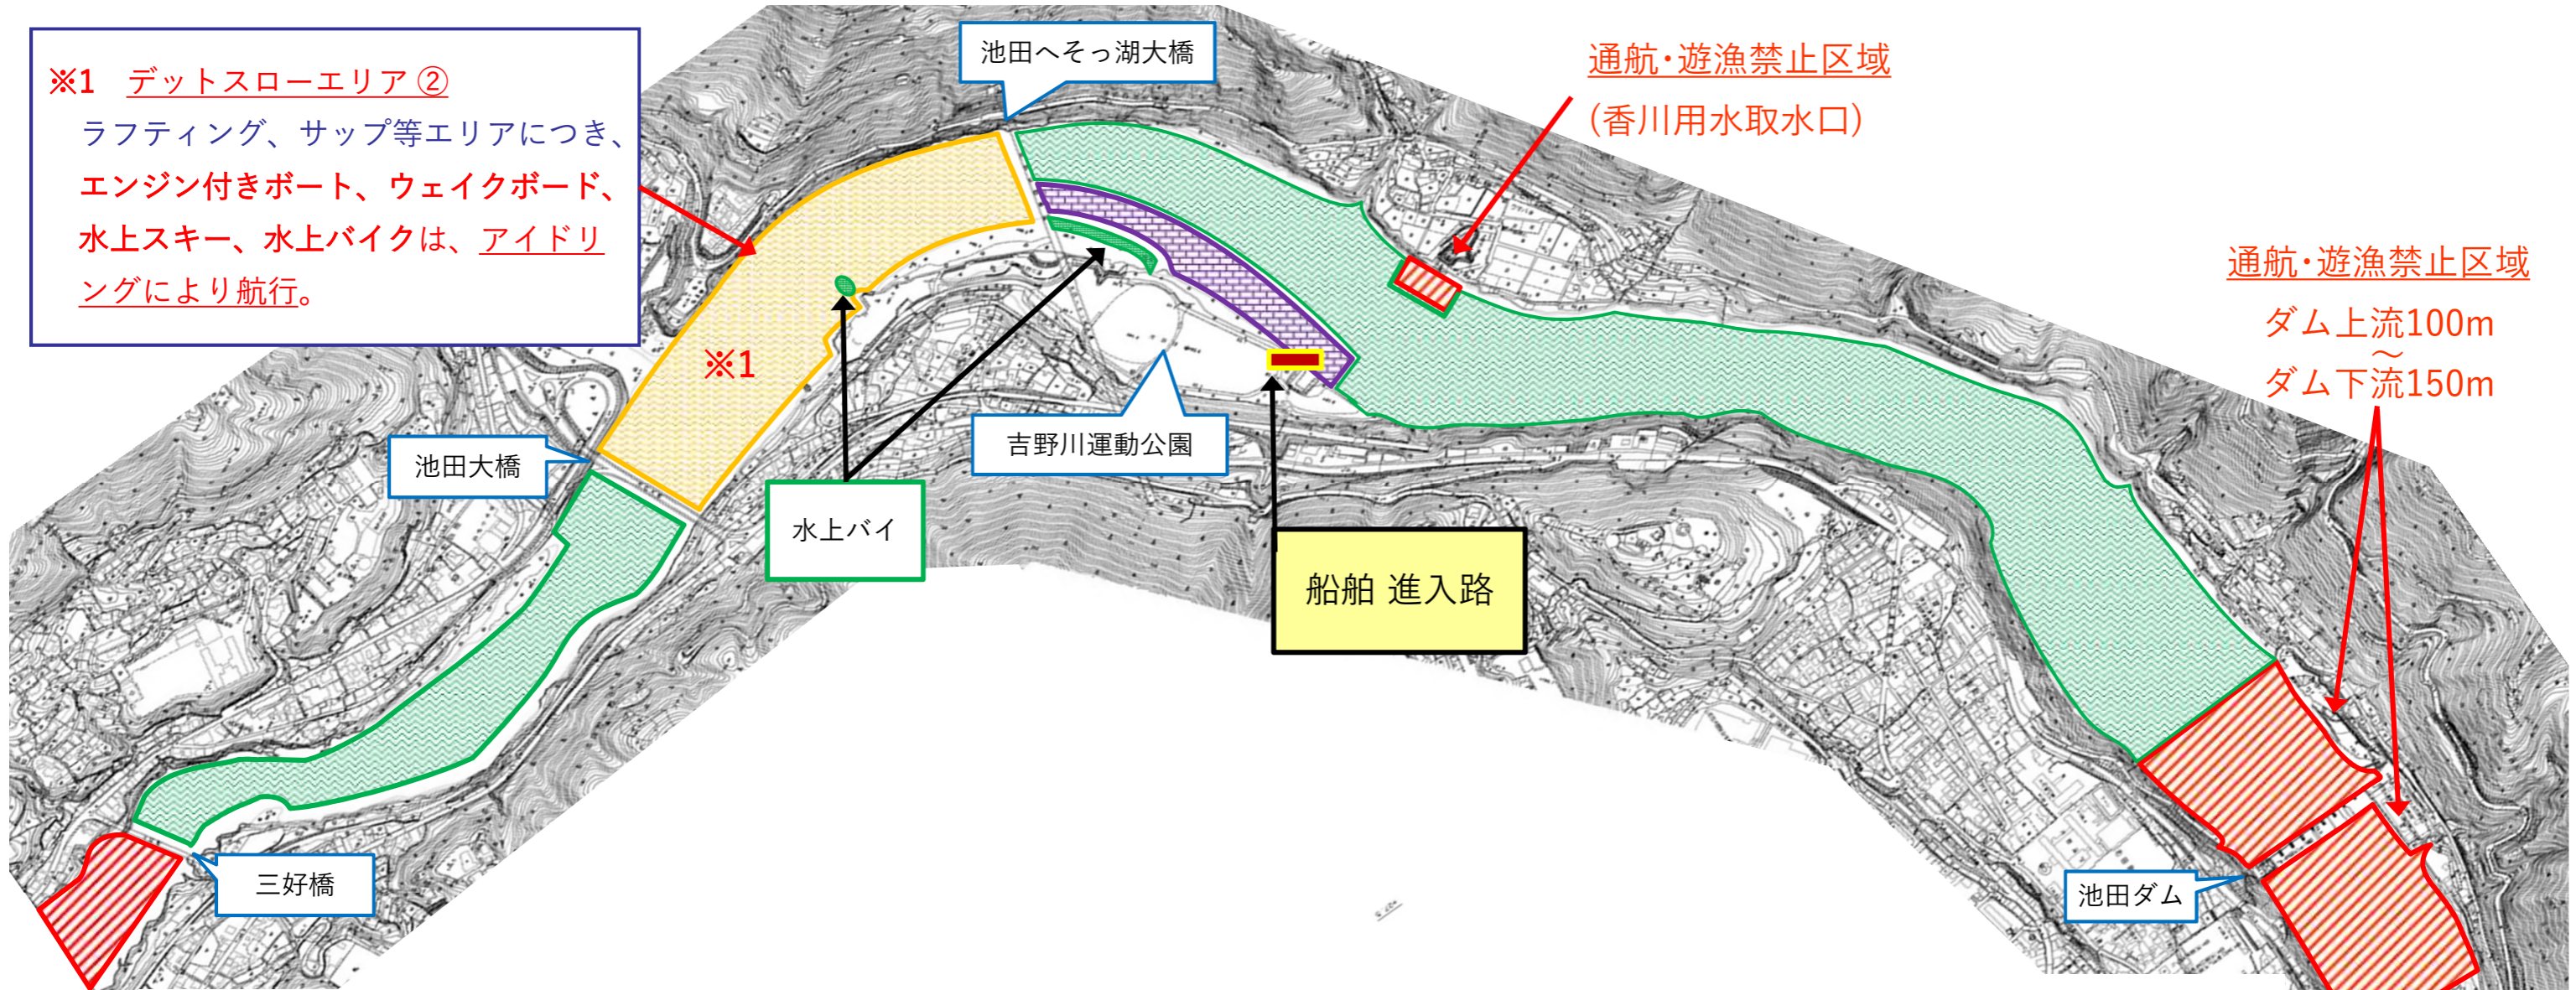 ※1 デットスローエリア ②
ラフティング、サップ等エリアにつき、
エンジン付きボート、ウェイクボード、
水上スキー、水上バイクは、アイドリ
ングにより航行。
池田へそっ湖大橋
通航・遊漁禁止区域
(香川用水取水口)
通航・遊漁禁止区域
ダム上流100m
～
ダム下流150m
※1
池田大橋
吉野川運動公園
水上バイ
船舶 進入路
三好橋
池田ダム